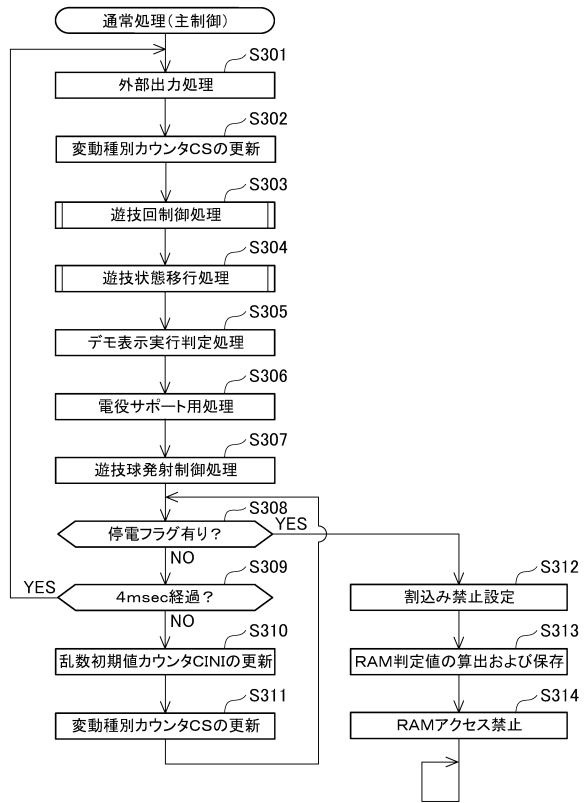 通常処理(主制御)
S301
外部出力処理
S302
変動種別カウンタCSの更新
S303
遊技回制御処理
S304
遊技状態移行処理
S305
デモ表示実行判定処理
S306
電役サポート用処理
S307
遊技球発射制御処理
S308
停電フラグ有り?
YES
NO
S309
4msec経過?
YES
NO
S310
乱数初期値カウンタCINIの更新
S311
変動種別カウンタCSの更新
S312
割込み禁止設定
S313
RAM判定値の算出および保存
S314
RAMアクセス禁止